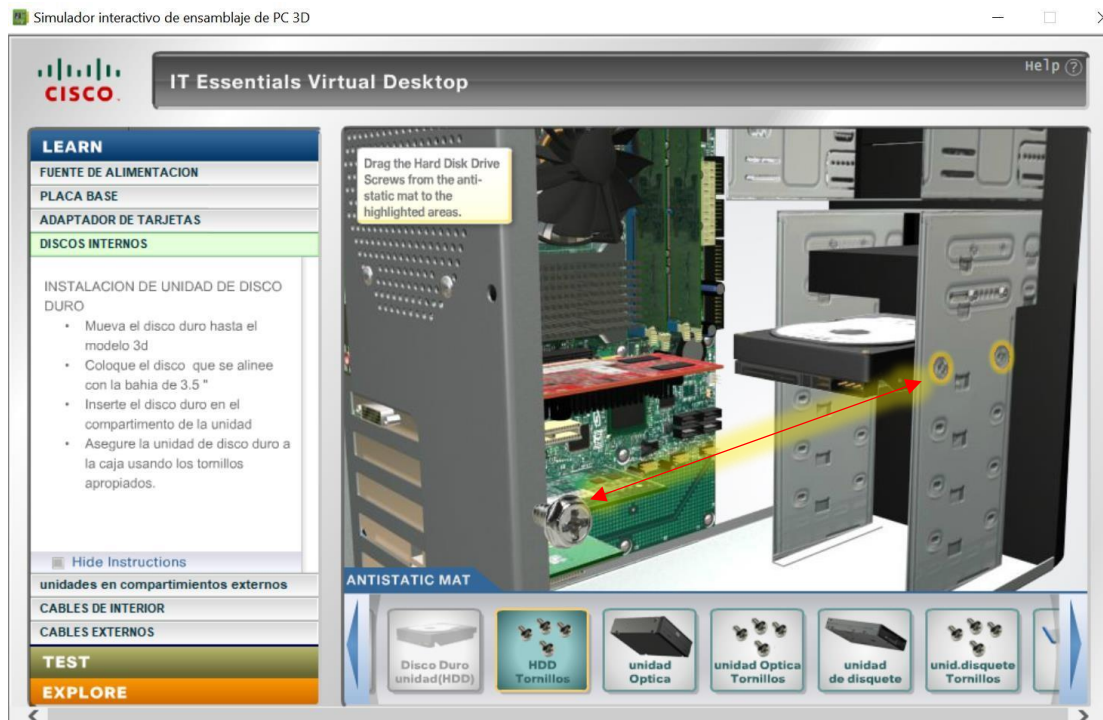 Simulador interactivo de ensamblaje de PC 3D
CISCO
IT Essentials Virtual Desktop
Help ?
LEARN
FUENTE DE ALIMENTACION
PLACA BASE
ADAPTADOR DE TARJETAS
DISCOS INTERNOS
INSTALACION DE UNIDAD DE DISCO
DURO
• Mueva el disco duro hasta el
modelo 3d
• Coloque el disco que se alinee
con la bahia de 3.5 "
• Inserte el disco duro en el
compartimento de la unidad
• Asegure la unidad de disco duro a
la caja usando los tornillos
apropiados.
Hide Instructions
unidades en compartimientos externos
CABLES DE INTERIOR
CABLES EXTERNOS
TEST
EXPLORE
Drag the Hard Disk Drive
Screws from the anti-
static mat to the
highlighted areas.
ANTISTATIC MAT
Disco Duro
unidad(HDD)
HDD
Tornillos
unidad
Optica
unidad Optica
Tornillos
unidad
de disquete
unid.disquete
Tornillos